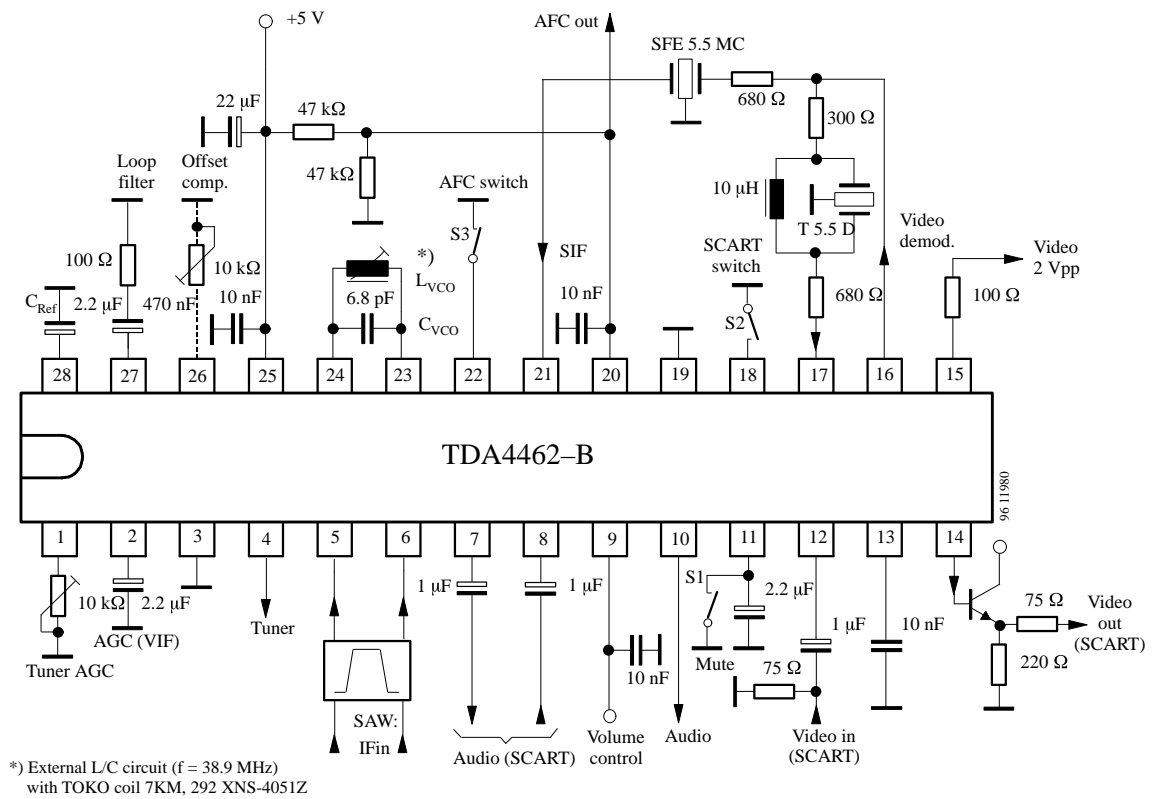 +5 V
AFC out
SFE 5.5 MC
22 µF
47 kΩ
680 Ω
300 Ω
Loop
filter
Offset
comp.
47 kΩ
AFC switch
10 µH
T 5.5 D
Video
demod.
S3
SIF
SCART
switch
Video
2 Vpp
100 Ω
10 kΩ
*)
LVCO
680 Ω
100 Ω
CRef
2.2 µF
470 nF
10 nF
6.8 pF
CVCO
10 nF
S2
28
27
26
25
24
23
22
21
20
19
18
17
16
15
TDA4462–B
96 11980
1
2
3
4
5
6
7
8
9
10
11
12
13
14
10 kΩ
2.2 µF
1 µF
1 µF
S1
2.2 µF
1 µF
10 nF
75 Ω
Video
out
(SCART)
220 Ω
AGC (VIF)
Tuner
Tuner AGC
10 nF
Mute
75 Ω
SAW:
IFin
Audio (SCART)
Volume
control
Audio
Video in
(SCART)
*) External L/C circuit (f = 38.9 MHz)
with TOKO coil 7KM, 292 XNS-4051Z